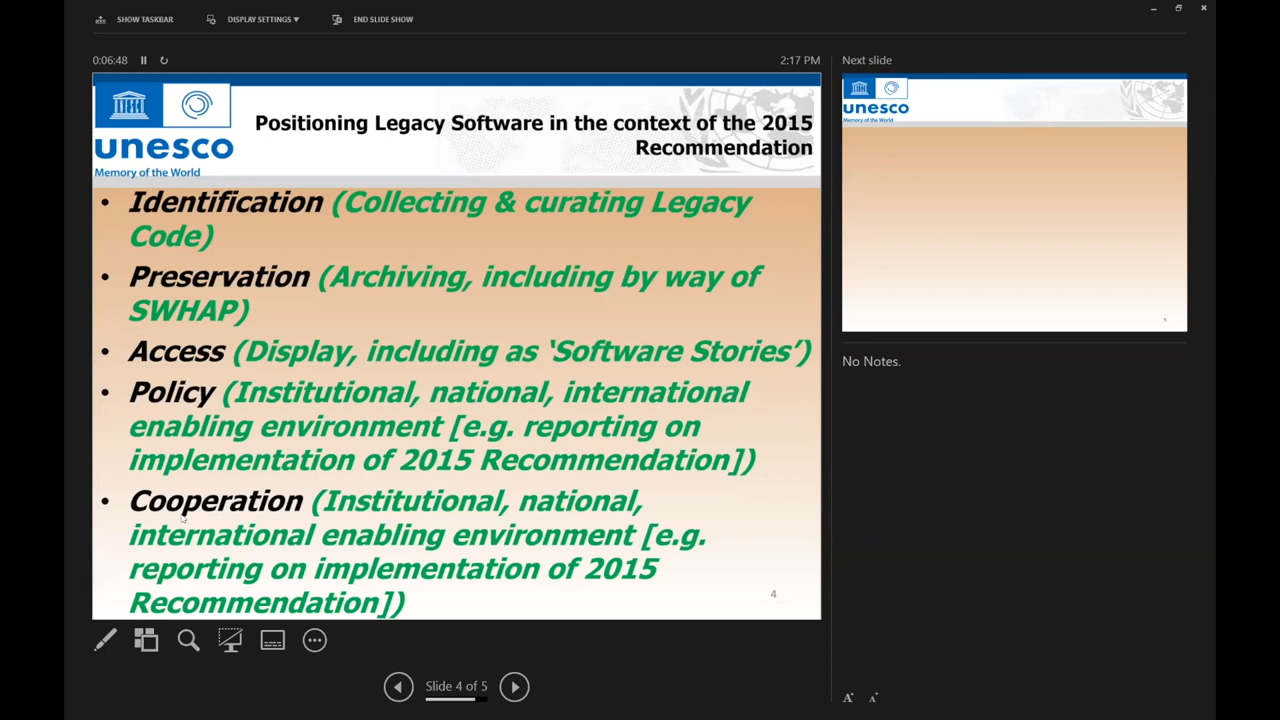 SHOW TASKBAR
DISPLAY SETTINGS ▼
END SLIDE SHOW
0:06:48
2:17 PM
unesco
Memory of the World
Positioning Legacy Software in the context of the 2015
Recommendation
• Identification (Collecting & curating Legacy
Code)
• Preservation (Archiving, including by way of
SWHAP)
• Access (Display, including as ‘Software Stories’)
• Policy (Institutional, national, international
enabling environment [e.g. reporting on
implementation of 2015 Recommendation])
• Cooperation (Institutional, national,
international enabling environment [e.g.
reporting on implementation of 2015
Recommendation])
4
Slide 4 of 5
Next slide
unesco
Memory of the World
5
No Notes.
A
A